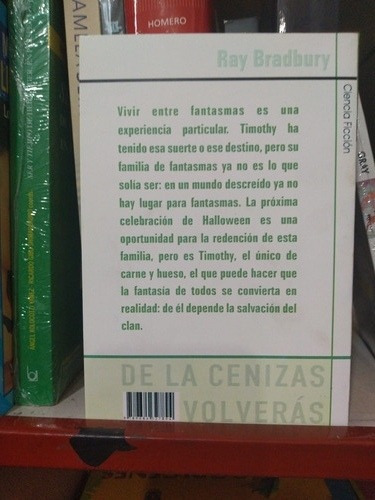 HOMERO
Ray Bradbury
Ciencia Ficción
Vivir entre fantasmas es una
experiencia particular. Timothy ha
tenido esa suerte o ese destino, pero su
familia de fantasmas ya no es lo que
solía ser: en un mundo descreído ya no
hay lugar para fantasmas. La próxima
celebración de Halloween es una
oportunidad para la redención de esta
familia, pero es Timothy, el único de
carne y hueso, el que puede hacer que
la fantasía de todos se convierta en
realidad: de él depende la salvación del
clan.
DE LA CENIZAS
VOLVERÁS